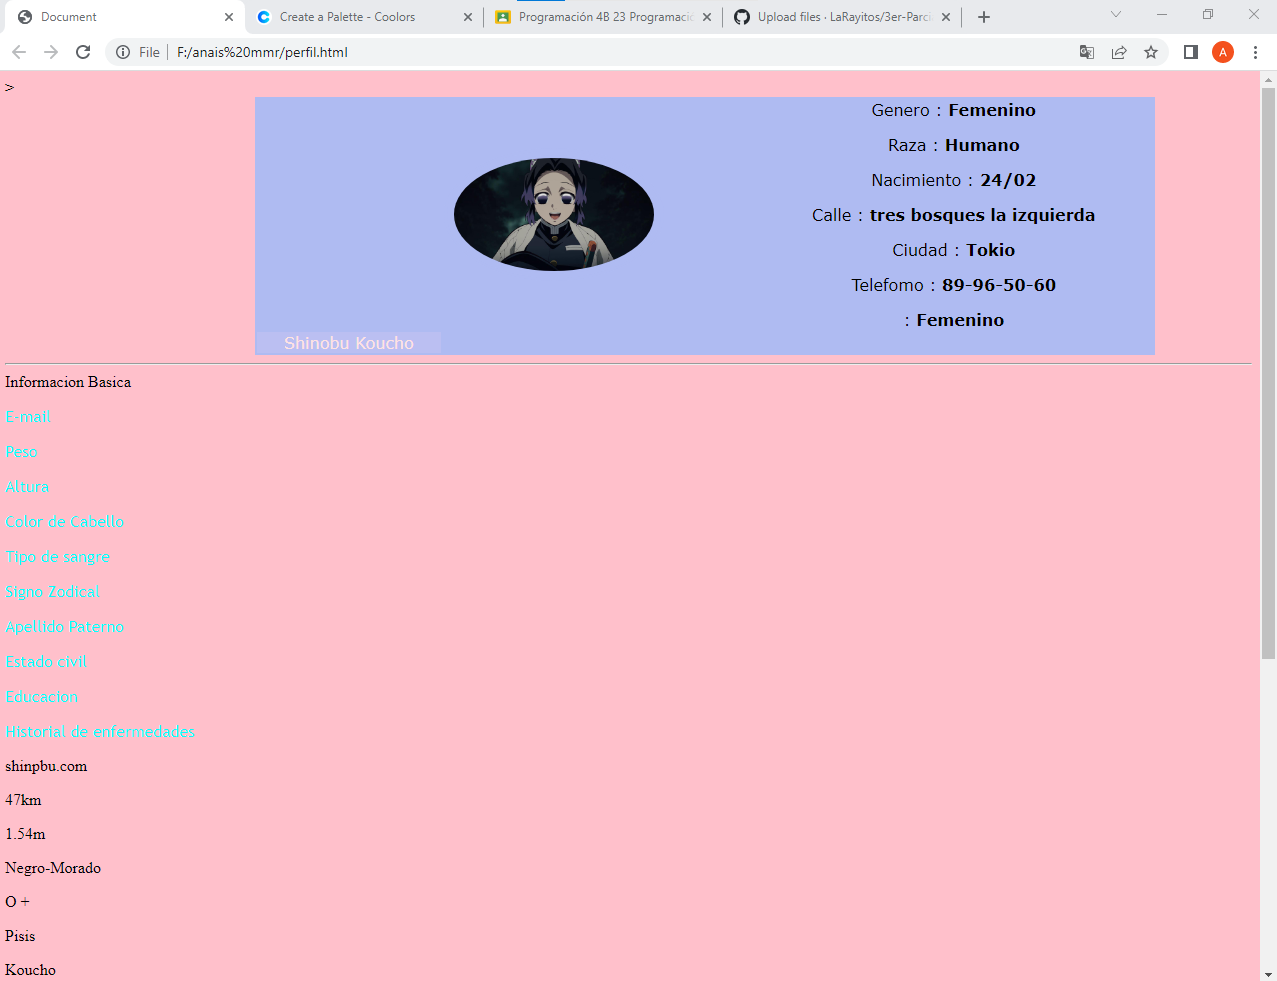 Document
Create a Palette - Coolors
Programación 4B 23 Programació
Upload files · LaRayitos/3er-Parci
File
F:/anais%20mmr/perfil.html
A
>
Genero : Femenino
Raza : Humano
Nacimiento : 24/02
Calle : tres bosques la izquierda
Ciudad : Tokio
Telefomo : 89-96-50-60
: Femenino
Shinobu Koucho
Informacion Basica
E-mail
Peso
Altura
Color de Cabello
Tipo de sangre
Signo Zodical
Apellido Paterno
Estado civil
Educacion
Historial de enfermedades
shinpbu.com
47km
1.54m
Negro-Morado
O +
Pisis
Koucho